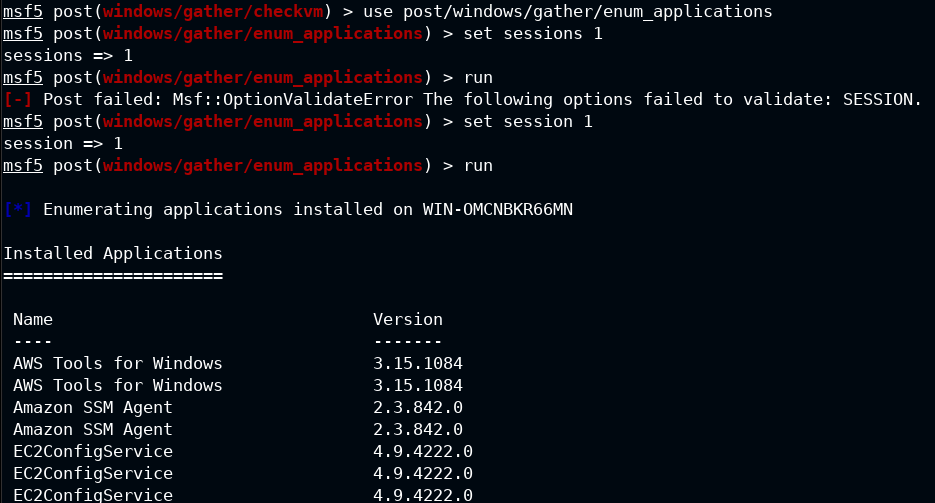 msf5 post(windows/gather/checkvm) > use post/windows/gather/enum_applications
msf5 post(windows/gather/enum_applications) > set sessions 1
sessions => 1
msf5 post(windows/gather/enum_applications) > run
[-] Post failed: Msf::OptionValidateError The following options failed to validate: SESSION.
msf5 post(windows/gather/enum_applications) > set session 1
session => 1
msf5 post(windows/gather/enum_applications) > run
[*] Enumerating applications installed on WIN-OMCNBKR66MN
Installed Applications
======================
Name Version
---- -------
AWS Tools for Windows 3.15.1084
AWS Tools for Windows 3.15.1084
Amazon SSM Agent 2.3.842.0
Amazon SSM Agent 2.3.842.0
EC2ConfigService 4.9.4222.0
EC2ConfigService 4.9.4222.0
EC2ConfigService 4.9.4222.0